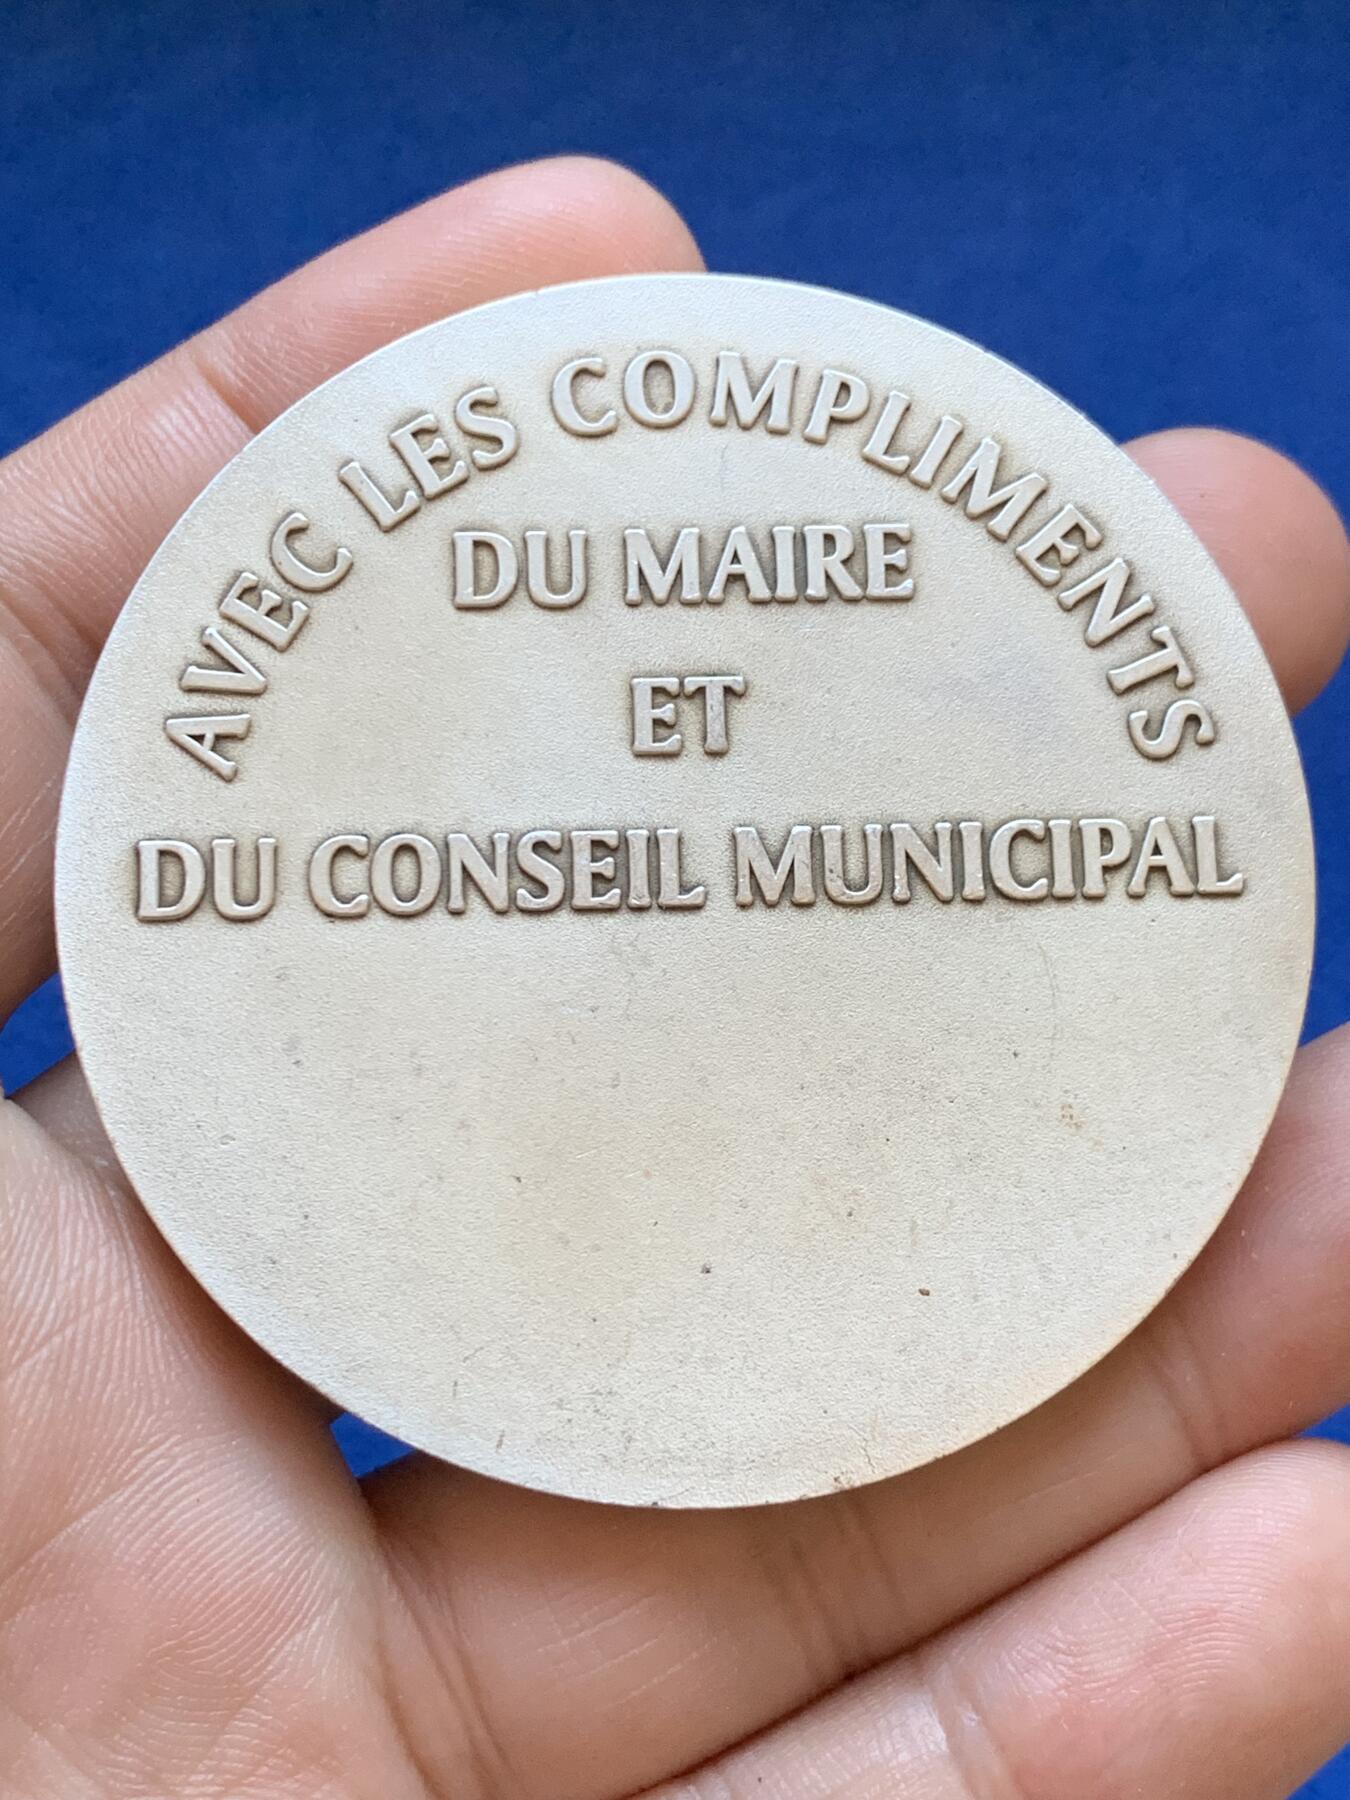 AVEC LES COMPLIMENTS
DU MAIRE
ET
DU CONSEIL MUNICIPAL